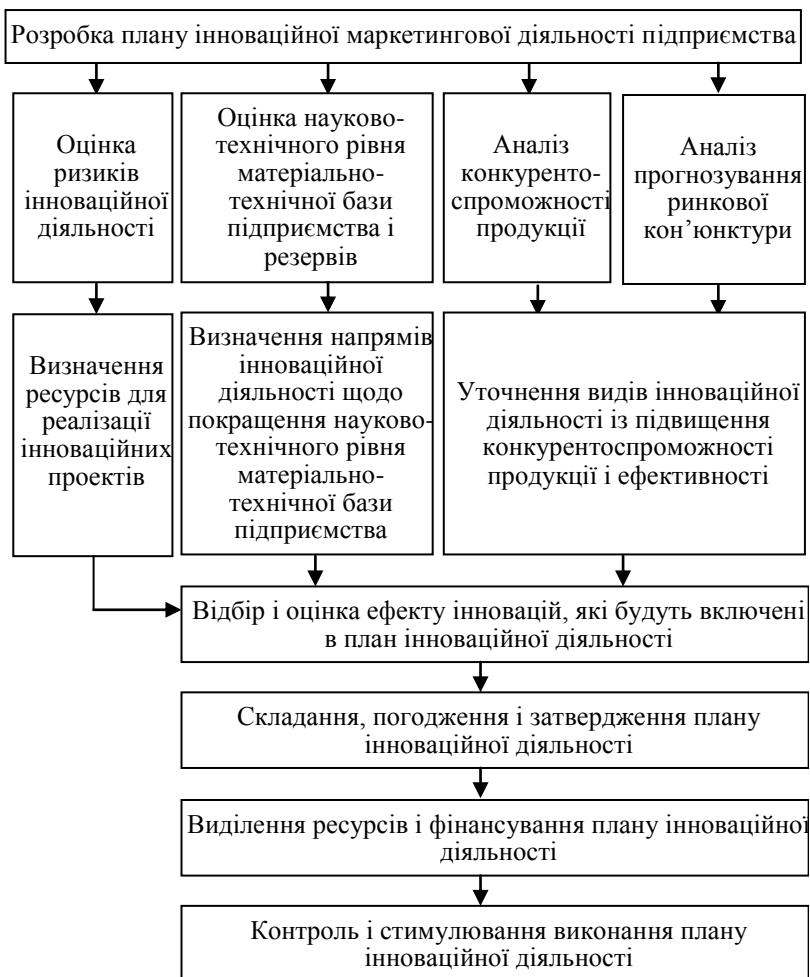 Розробка плану інноваційної маркетингової діяльності підприємства
Оцінка
ризиків
інноваційної
діяльності
Оцінка науково-
технічного рівня
матеріально-
технічної бази
підприємства і
резервів
Аналіз
конкуренто-
спроможності
продукції
Аналіз
прогнозування
ринкової
кон’юнктури
Визначення
ресурсів для
реалізації
інноваційних
проектів
Визначення напрямів
інноваційної
діяльності щодо
покращення науково-
технічного рівня
матеріально-
технічної бази
підприємства
Уточнення видів інноваційної
діяльності із підвищення
конкурентоспроможності
продукції і ефективності
Відбір і оцінка ефекту інновацій, які будуть включені
в план інноваційної діяльності
Складання, погодження і затвердження плану
інноваційної діяльності
Виділення ресурсів і фінансування плану інноваційної
діяльності
Контроль і стимулювання виконання плану
інноваційної діяльності